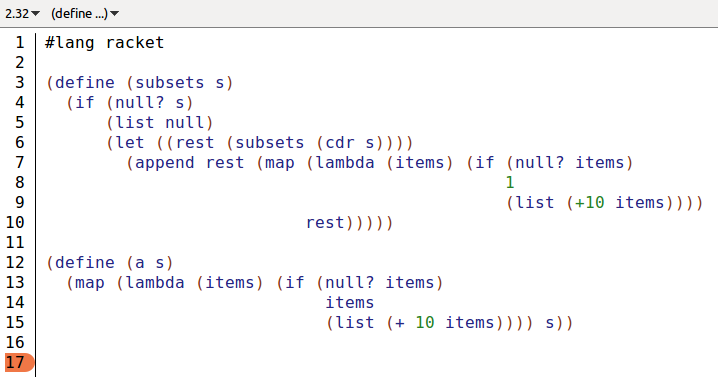 2.32 (define ...)
1 #lang racket
2
3 (define (subsets s)
4   (if (null? s)
5       (list null)
6       (let ((rest (subsets (cdr s))))
7         (append rest (map (lambda (items) (if (null? items)
8                                               1
9                                               (list (+10 items))))
10                           rest)))))
11
12 (define (a s)
13   (map (lambda (items) (if (null? items)
14                             items
15                             (list (+ 10 items)))) s))
16
17